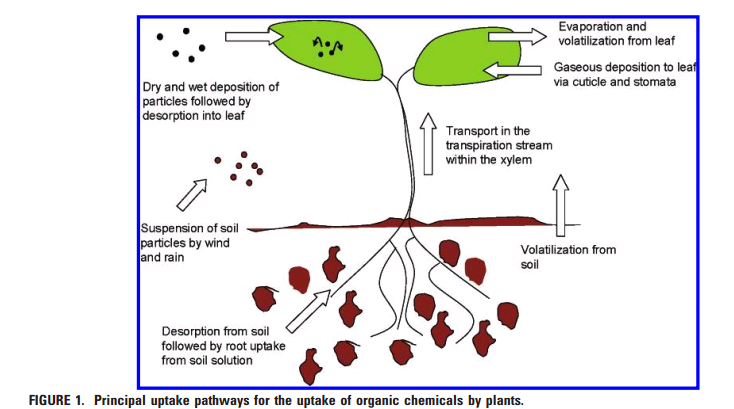 Evaporation and
volatilization from leaf
Gaseous deposition to leaf
via cuticle and stomata
Dry and wet deposition of
particles followed by
desorption into leaf
Transport in the
transpiration stream
within the xylem
Suspension of soil
particles by wind
and rain
Volatilization from
soil
Desorption from soil
followed by root uptake
from soil solution
FIGURE 1. Principal uptake pathways for the uptake of organic chemicals by plants.